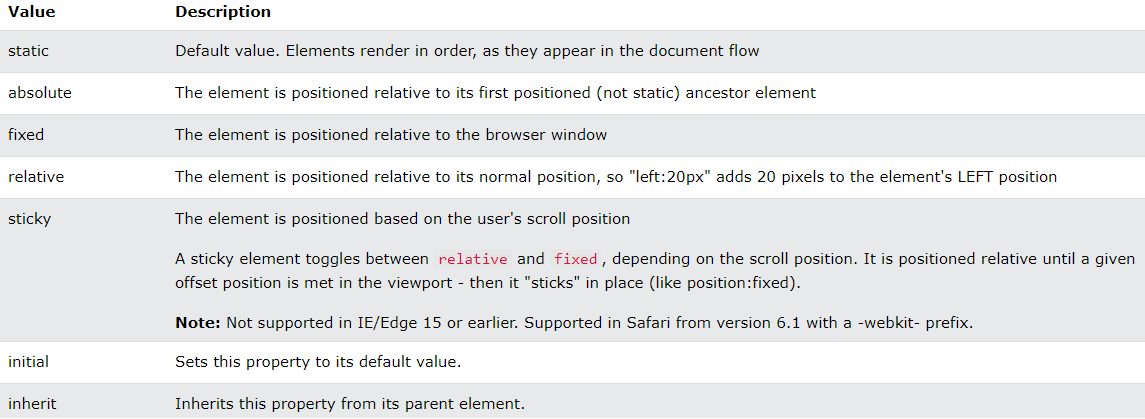 Value Description
static Default value. Elements render in order, as they appear in the document flow
absolute The element is positioned relative to its first positioned (not static) ancestor element
fixed The element is positioned relative to the browser window
relative The element is positioned relative to its normal position, so "left:20px" adds 20 pixels to the element's LEFT position
sticky The element is positioned based on the user's scroll position
A sticky element toggles between relative and fixed, depending on the scroll position. It is positioned relative until a given
offset position is met in the viewport - then it "sticks" in place (like position:fixed).
Note: Not supported in IE/Edge 15 or earlier. Supported in Safari from version 6.1 with a -webkit- prefix.
initial Sets this property to its default value.
inherit Inherits this property from its parent element.